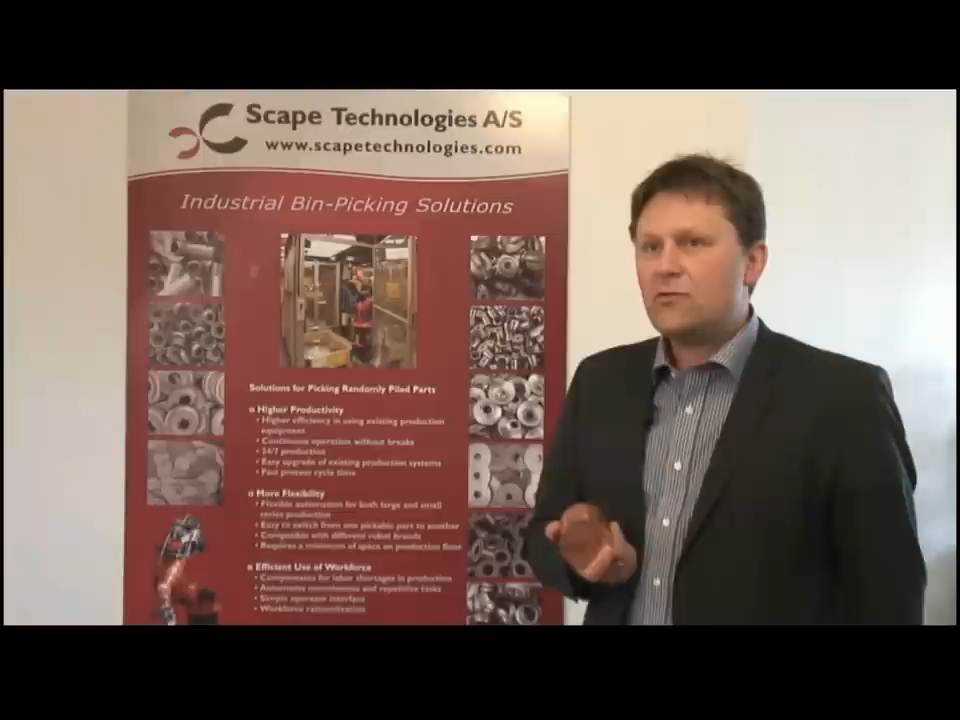 Scape Technologies A/S
www.scapetechnologies.com
Industrial Bin-Picking Solutions
Solutions for Picking Randomly Piled Parts
Higher Productivity
• Higher efficiency in using existing production
equipment
• Continuous operation without breaks
• 24/7 production
• Easy upgrade of existing production systems
• Fast process cycle time
More Flexibility
• Flexible automation for both large and small
series production
• Easy to switch from one pickable part to another
• Compatible with different robot brands
• Requires a minimum of space on production floor
Efficient Use of Workforce
• Compensates for labor shortages in production
• Automates monotonous and repetitive tasks
• Simple operator interface
• Workforce rationalization